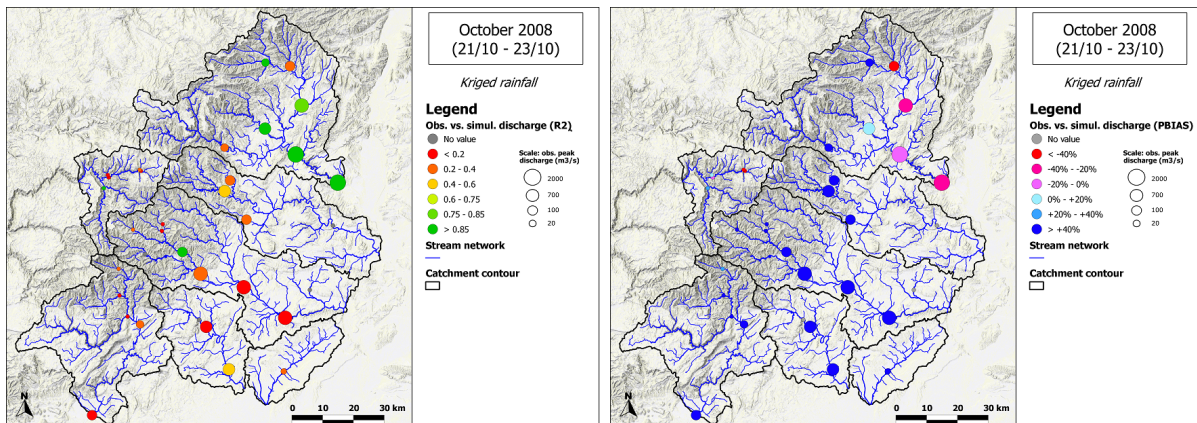 October 2008
(21/10 - 23/10)
Kriged rainfall
Legend
Obs. vs. simul. discharge (R2)
No value
< 0.2
0.2 - 0.4
0.4 - 0.6
0.6 - 0.75
0.75 - 0.85
> 0.85
Scale: obs. peak
discharge (m3/s)
2000
700
100
20
Stream network
Catchment contour
N
0 10 20 30 km
October 2008
(21/10 - 23/10)
Kriged rainfall
Legend
Obs. vs. simul. discharge (PBIAS)
No value
< -40%
-40% - -20%
-20% - 0%
0% - +20%
+20% - +40%
> +40%
Scale: obs. peak
discharge (m3/s)
2000
700
100
20
Stream network
Catchment contour
N
0 10 20 30 km